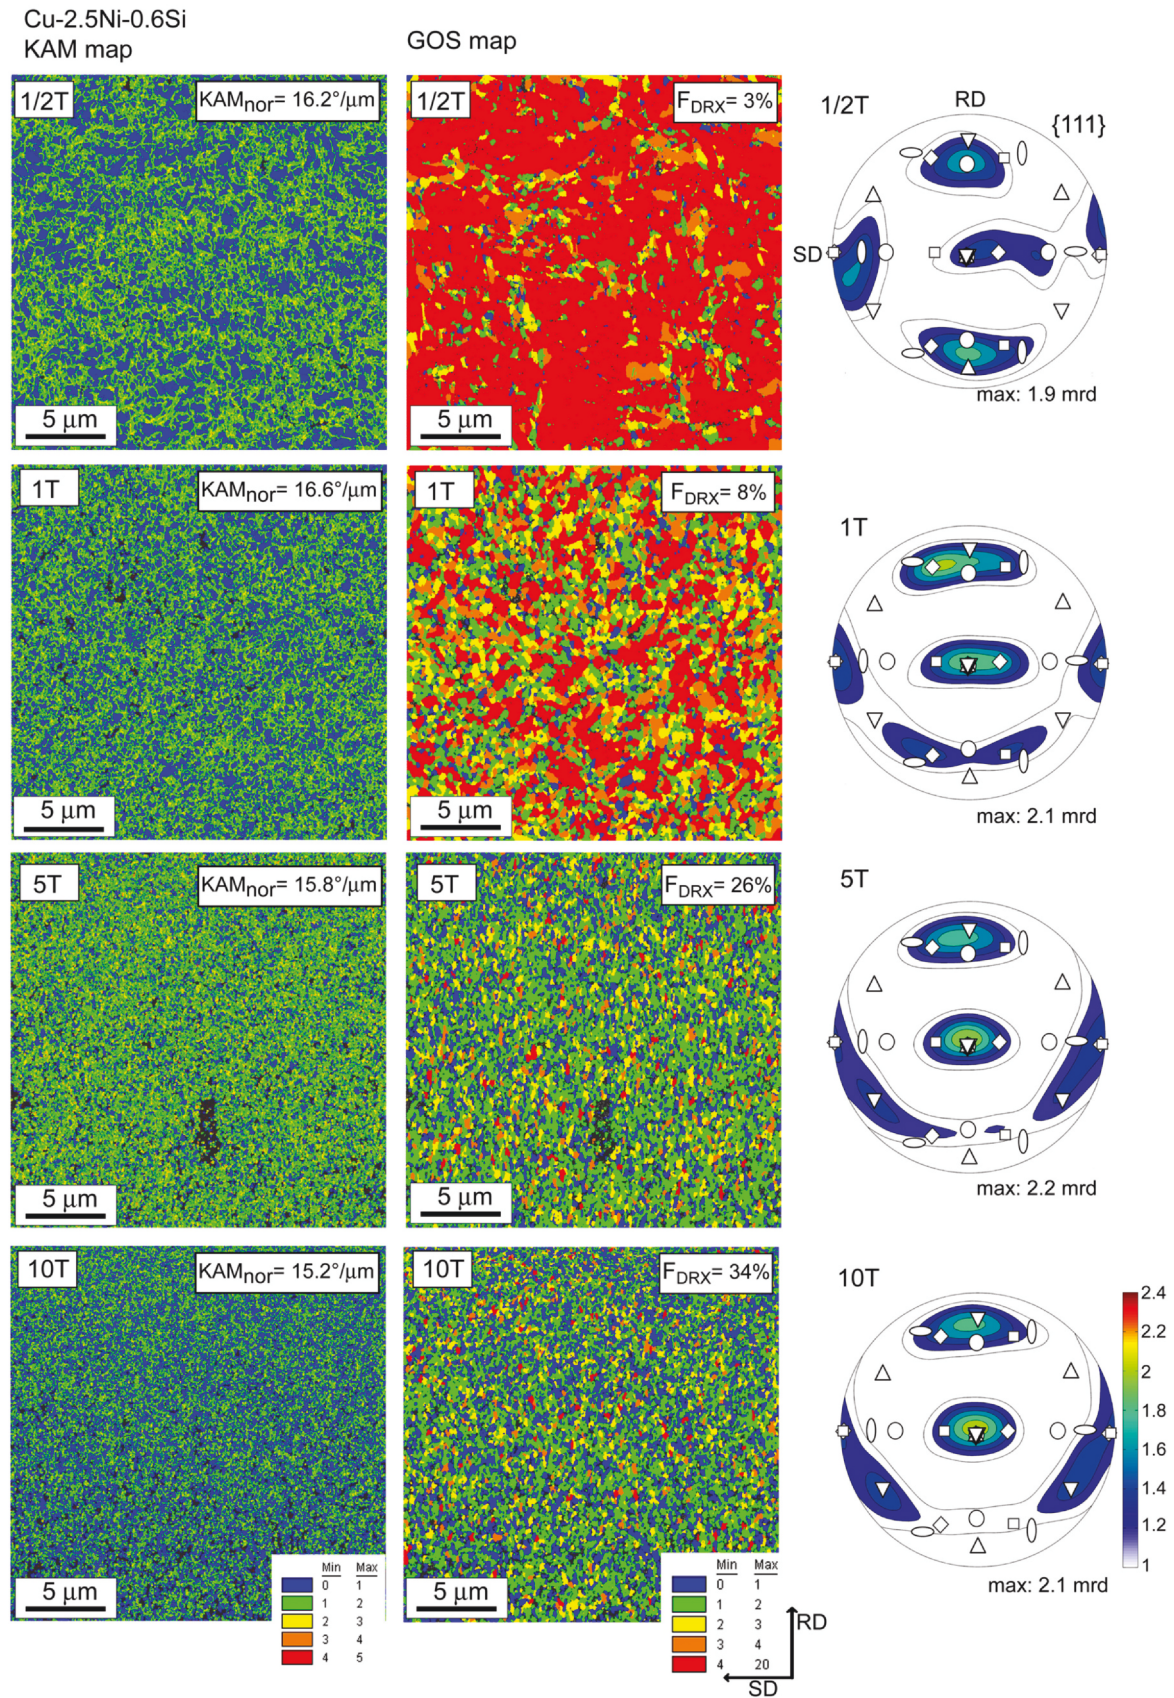 Cu-2.5Ni-0.6Si
KAM map
GOS map
1/2T
KAMnor= 16.2°/μm
5 μm
1/2T
FDRX= 3%
5 μm
1/2T
RD
{111}
SD
max: 1.9 mrd
1T
KAMnor= 16.6°/μm
5 μm
1T
FDRX= 8%
5 μm
1T
max: 2.1 mrd
5T
KAMnor= 15.8°/μm
5 μm
5T
FDRX= 26%
5 μm
5T
max: 2.2 mrd
10T
KAMnor= 15.2°/μm
5 μm
Min Max
0 1
1 2
2 3
3 4
4 5
10T
FDRX= 34%
5 μm
Min Max
0 1
1 2
2 3
3 4
4 20
RD
SD
10T
2.4
2.2
2
1.8
1.6
1.4
1.2
1
max: 2.1 mrd